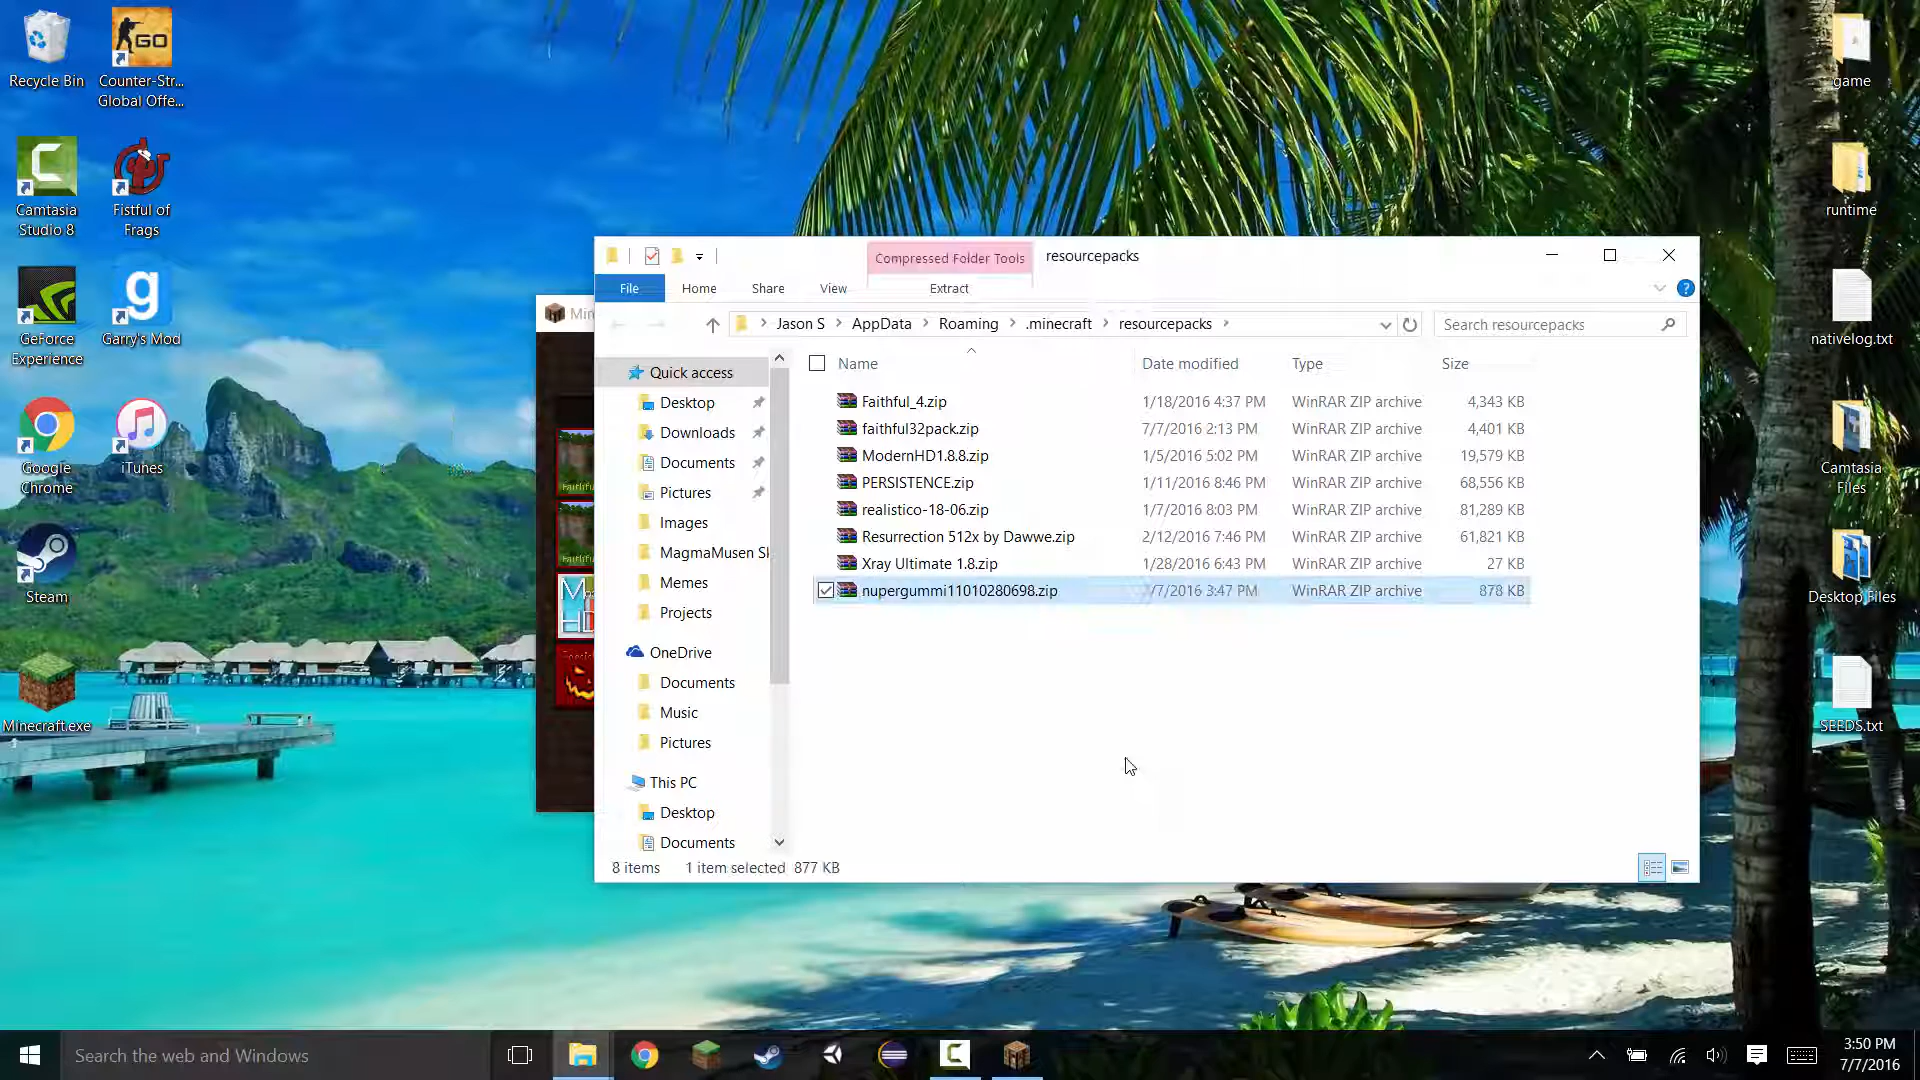 Recycle Bin
Counter-Str...
Global Offe...
GO
Camtasia
Studio 8
Fistful of
Frags
GeForce
Experience
Garry's Mod
Google
Chrome
iTunes
Steam
Minecraft.exe
game
runtime
nativelog.txt
Camtasia
Files
Desktop Files
SEEDS.txt
Min
Compressed Folder Tools
resourcepacks
File
Home
Share
View
Extract
Jason S
AppData
Roaming
.minecraft
resourcepacks
Search resourcepacks
Name
Date modified
Type
Size
Faithful_4.zip 1/18/2016 4:37 PM WinRAR ZIP archive 4,343 KB
faithful32pack.zip 7/7/2016 2:13 PM WinRAR ZIP archive 4,401 KB
ModernHD1.8.8.zip 1/5/2016 5:02 PM WinRAR ZIP archive 19,579 KB
PERSISTENCE.zip 1/11/2016 8:46 PM WinRAR ZIP archive 68,556 KB
realistico-18-06.zip 1/7/2016 8:03 PM WinRAR ZIP archive 81,289 KB
Resurrection 512x by Dawwe.zip 2/12/2016 7:46 PM WinRAR ZIP archive 61,821 KB
Xray Ultimate 1.8.zip 1/28/2016 6:43 PM WinRAR ZIP archive 27 KB
nupergummi11010280698.zip 7/7/2016 3:47 PM WinRAR ZIP archive 878 KB
Quick access
Desktop
Downloads
Documents
Pictures
Images
MagmaMusen Sk
Memes
Projects
OneDrive
Documents
Music
Pictures
This PC
Desktop
Documents
8 items 1 item selected 877 KB
Search the web and Windows
3:50 PM
7/7/2016